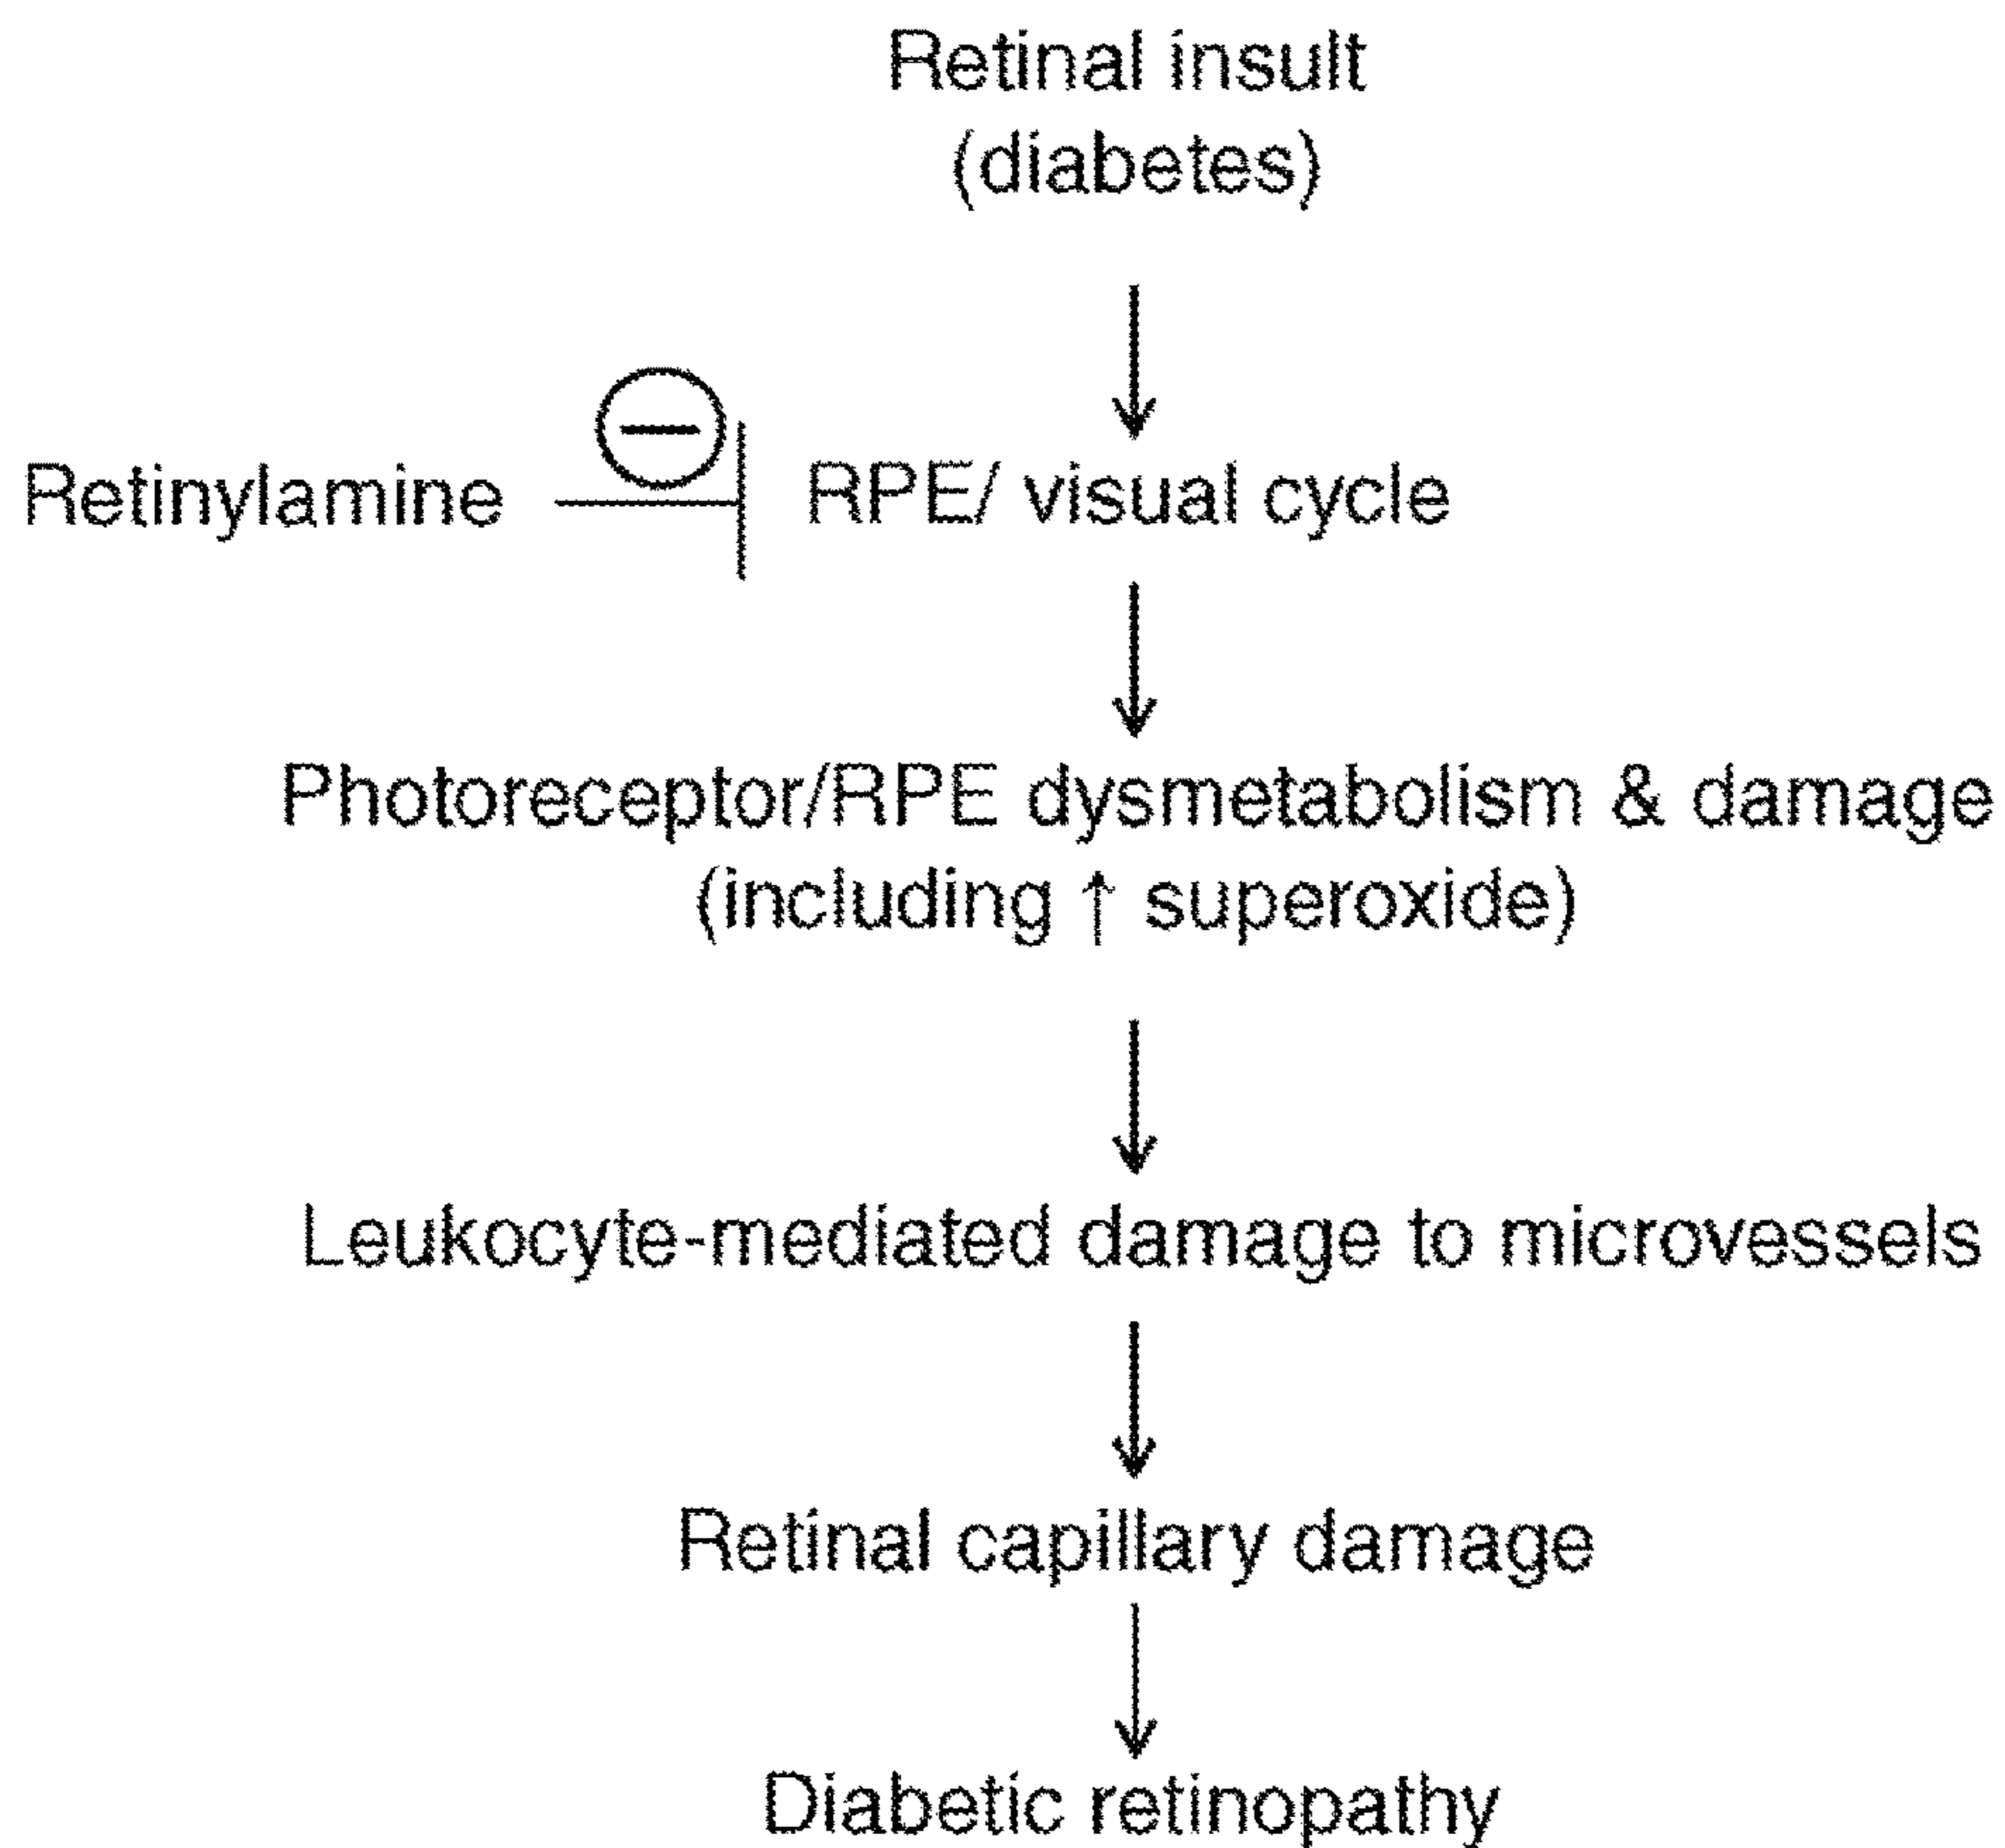 Retinal insult
(diabetes)
Retinylamine
RPE/ visual cycle
Photoreceptor/RPE dysmetabolism & damage
(including ↑ superoxide)
Leukocyte-mediated damage to microvessels
Retinal capillary damage
Diabetic retinopathy